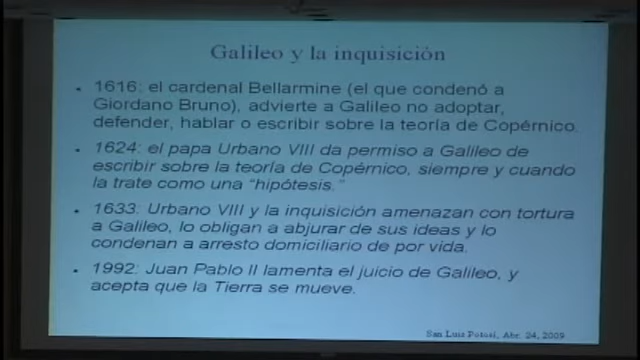 Galileo y la inquisición
1616: el cardenal Bellarmine (el que condenó a
Giordano Bruno), advierte a Galileo no adoptar,
defender, hablar o escribir sobre la teoría de Copérnico.
1624: el papa Urbano VIII da permiso a Galileo de
escribir sobre la teoría de Copérnico, siempre y cuando
la trate como una "hipótesis."
1633: Urbano VIII y la inquisición amenazan con tortura
a Galileo, lo obligan a abjurar de sus ideas y lo
condenan a arresto domiciliario de por vida.
1992: Juan Pablo II lamenta el juicio de Galileo, y
acepta que la Tierra se mueve.
San Luis Potosí, Abr. 24, 2009